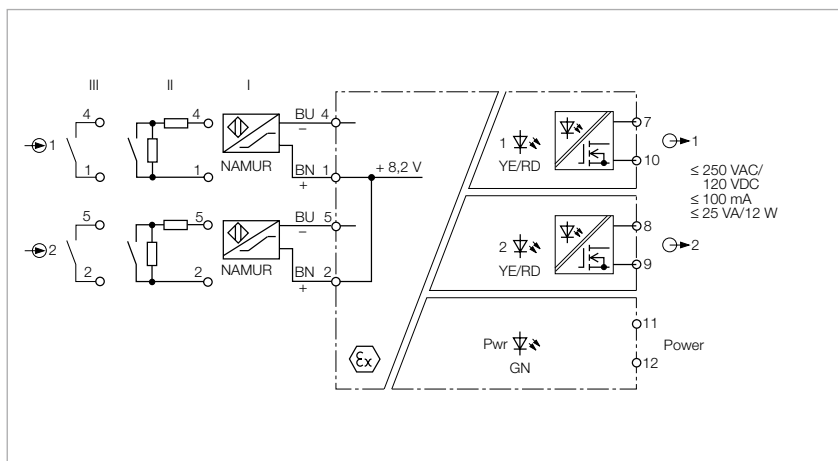 III II I
4 4 BU 4
−
1
1 1 NAMUR BN 1
+
+ 8,2 V
5 5 BU 5
−
2
2 2 NAMUR BN 2
+
1 YE/RD
7
10
1
≤ 250 VAC/
120 VDC
≤ 100 mA
≤ 25 VA/12 W
2 YE/RD
8
9
2
Pwr
GN
11
12
Power
Ex